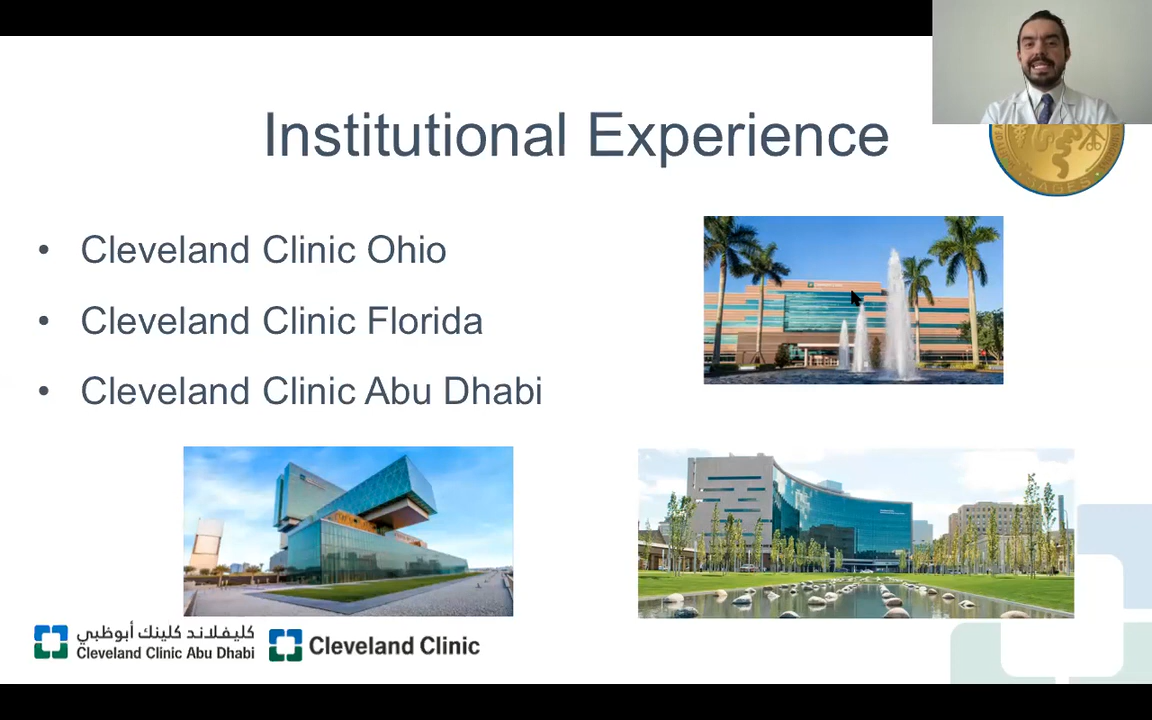 Institutional Experience
SAGES
• Cleveland Clinic Ohio
• Cleveland Clinic Florida
• Cleveland Clinic Abu Dhabi
كليفلاند كلينك أبوظبي
Cleveland Clinic Abu Dhabi
Cleveland Clinic